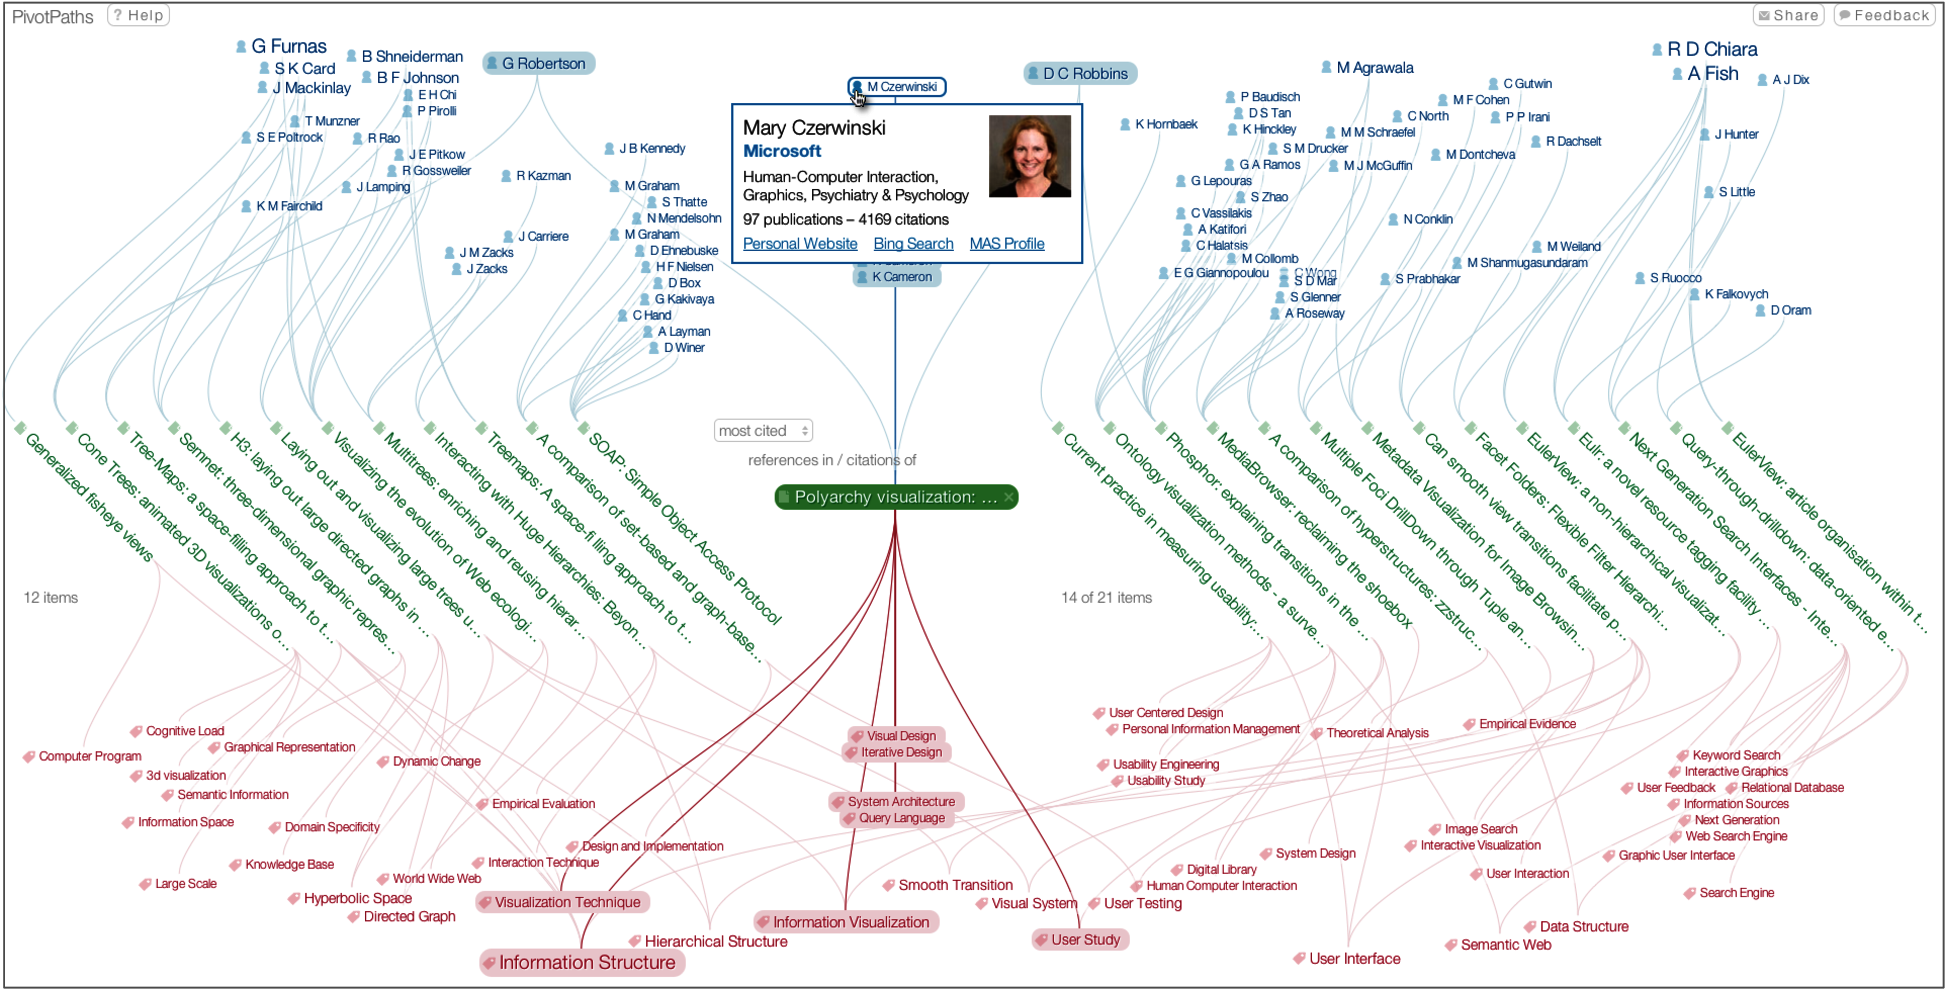 PivotPaths
? Help
Share
Feedback
G Furnas
S K Card
J Mackinlay
B Shneiderman
B F Johnson
E H Chi
P Pirolli
T Munzner
S E Poltrock
R Rao
J E Pitkow
R Gossweiler
J Lamping
K M Fairchild
G Robertson
R Kazman
J Carriere
J M Zacks
J Zacks
J B Kennedy
M Graham
S Thatte
N Mendelsohn
M Graham
D Ehnebuske
H F Nielsen
D Box
G Kakivaya
C Hand
A Layman
D Winer
M Czerwinski
Mary Czerwinski
Microsoft
Human-Computer Interaction,
Graphics, Psychiatry & Psychology
97 publications – 4169 citations
Personal Website Bing Search MAS Profile
K Cameron
D C Robbins
K Hornbaek
P Baudisch
D S Tan
K Hinckley
S M Drucker
G A Ramos
G Lepouras
S Zhao
C Vassilakis
A Katifori
C Halatsis
M Collomb
E G Giannopoulou
C Wong
S D Mar
S Glenner
A Roseway
M Agrawala
C Gutwin
M F Cohen
C North
P P Irani
M M Schraefel
R Dachselt
M Dontcheva
M J McGuffin
N Conklin
M Weiland
M Shanmugasundaram
S Prabhakar
R D Chiara
A Fish
A J Dix
J Hunter
S Little
S Ruocco
K Falkovych
D Oram
most cited
references in / citations of
Polyarchy visualization: ... ×
12 items
14 of 21 items
Generalized fisheye views
Cone Trees: animated 3D visualizations o...
Tree-Maps: a space-filling approach to t...
Semnet: three-dimensional graphic repres...
H3: laying out large directed graphs in ...
Laying out and visualizing large trees u...
Visualizing the evolution of Web ecologi...
Multitrees: enriching and reusing hierar...
Interacting with Huge Hierarchies: Beyon...
Treemaps: A space-filling approach to t...
A comparison of set-based and graph-base...
SOAP: Simple Object Access Protocol
Current practice in measuring usability:...
Ontology visualization methods - a surve...
Phosphor: explaining transitions in the...
MediaBrowser: reclaiming the shoebox
A comparison of hyperstructures: zzstruc...
Multiple Foci DrillDown through Tuple an...
Metadata Visualization for Image Browsin...
Can smooth view transitions facilitate p...
Facet Folders: Flexible Filter Hierarchi...
EulerView: a non-hierarchical visualizat...
Eulr: a novel resource tagging facility ...
Next Generation Search Interfaces - Inte...
Query-through-drilldown: data-oriented e...
EulerView: article organisation within t...
Cognitive Load
Graphical Representation
Computer Program
3d visualization
Dynamic Change
Semantic Information
Empirical Evaluation
Information Space
Domain Specificity
Design and Implementation
Knowledge Base
Interaction Technique
Large Scale
World Wide Web
Hyperbolic Space
Directed Graph
Visualization Technique
Hierarchical Structure
Information Structure
Visual Design
Iterative Design
System Architecture
Query Language
Smooth Transition
Visual System
Information Visualization
User Study
User Centered Design
Personal Information Management
Theoretical Analysis
Empirical Evidence
Usability Engineering
Usability Study
System Design
Digital Library
Human Computer Interaction
User Testing
Keyword Search
Interactive Graphics
User Feedback
Relational Database
Information Sources
Next Generation
Web Search Engine
Image Search
Interactive Visualization
Graphic User Interface
User Interaction
Search Engine
Data Structure
Semantic Web
User Interface